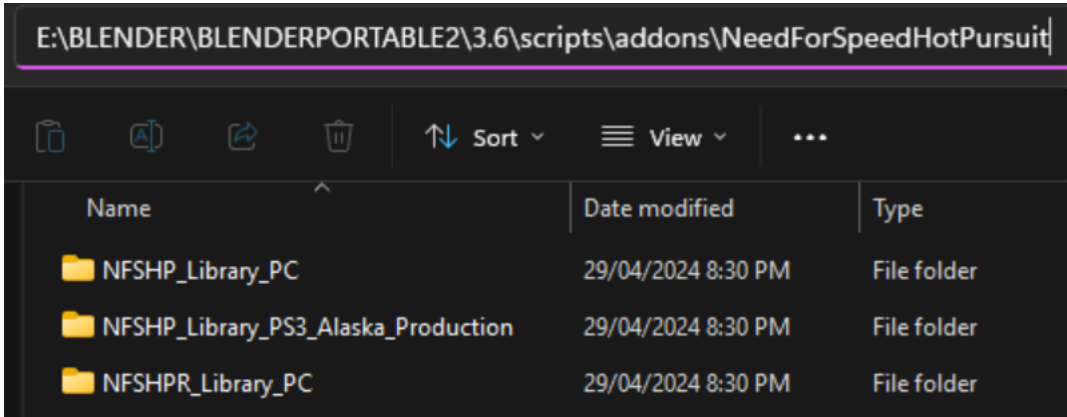 E:\BLENDER\BLENDERPORTABLE2\3.6\scripts\addons\NeedForSpeedHotPursuit
Sort View
Name Date modified Type
NFSHP_Library_PC 29/04/2024 8:30 PM File folder
NFSHP_Library_PS3_Alaska_Production 29/04/2024 8:30 PM File folder
NFSHPR_Library_PC 29/04/2024 8:30 PM File folder